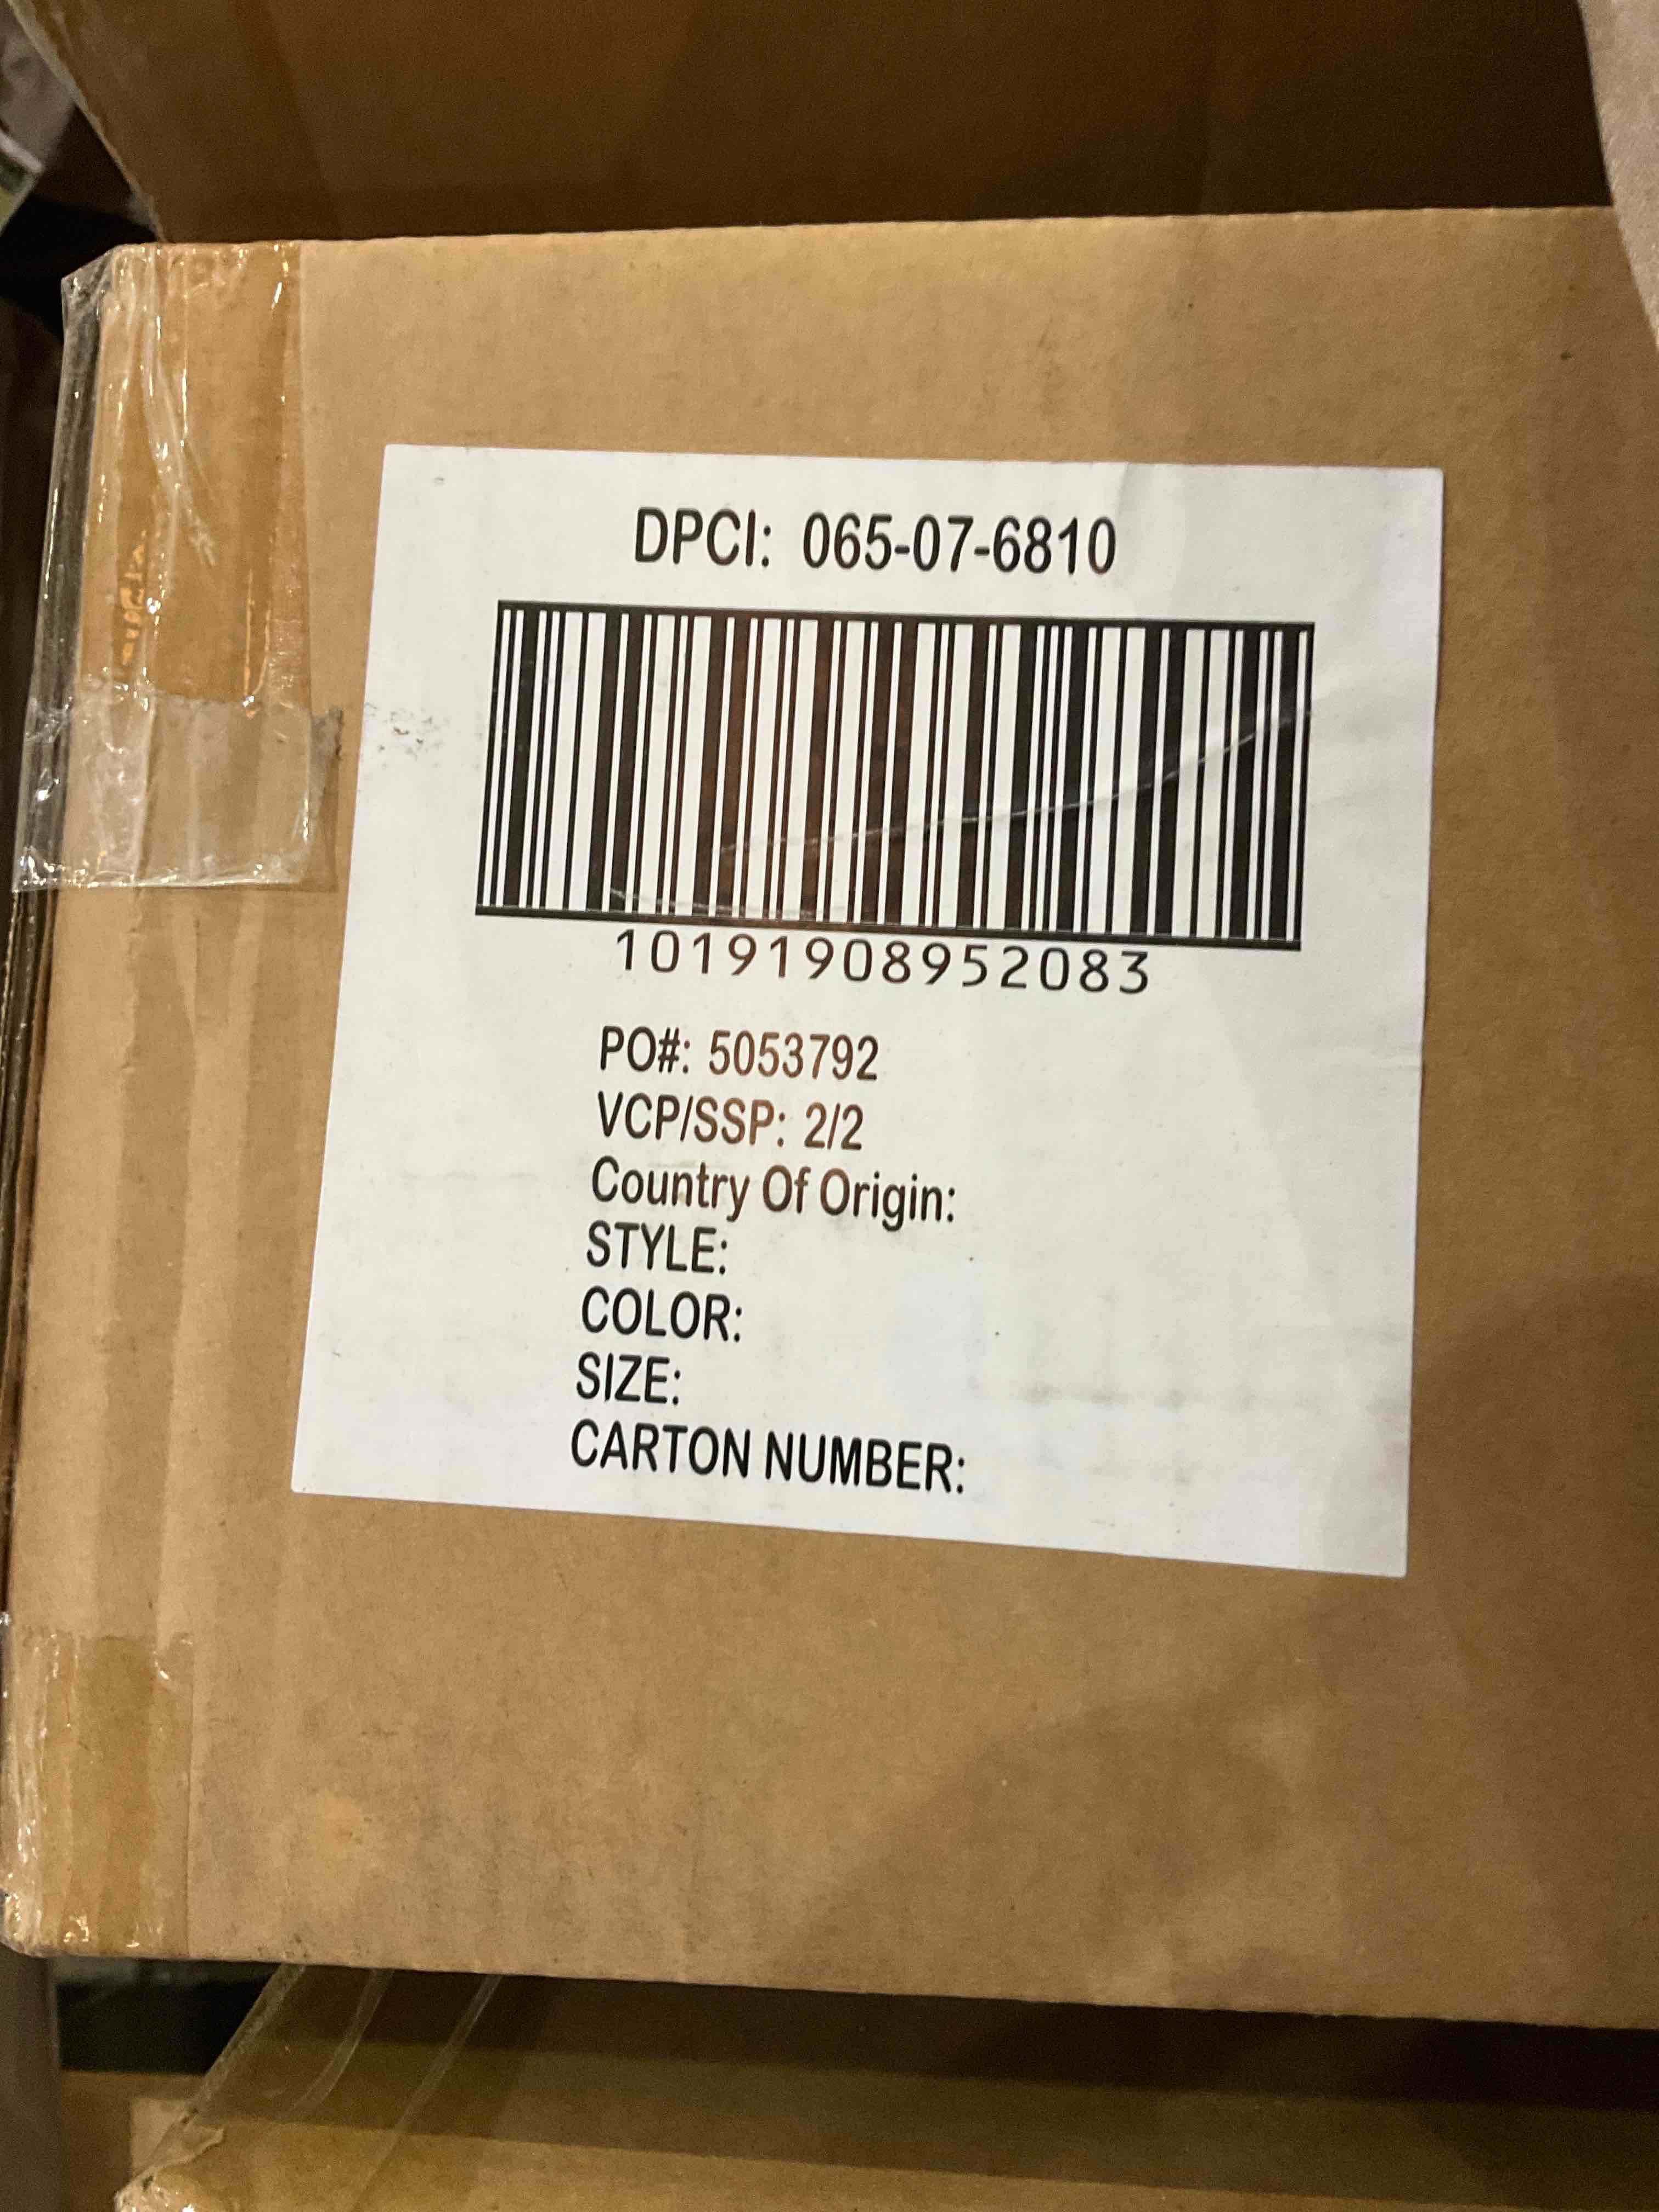 DPCI: 065-07-6810
10191908952083
PO#: 5053792
VCP/SSP: 2/2
Country Of Origin:
STYLE:
COLOR:
SIZE:
CARTON NUMBER: